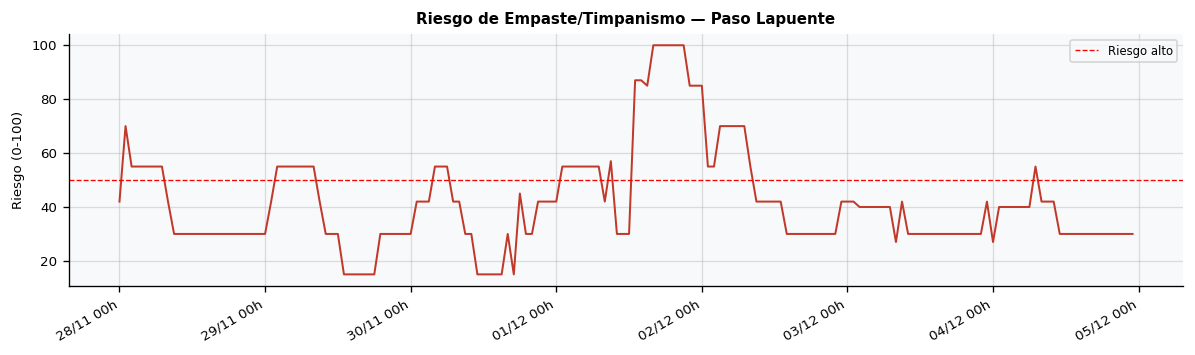 Riesgo de Empaste/Timpanismo — Paso Lapuente
Riesgo alto
Riesgo (0-100)
100
80
60
40
20
28/11 00h
29/11 00h
30/11 00h
01/12 00h
02/12 00h
03/12 00h
04/12 00h
05/12 00h